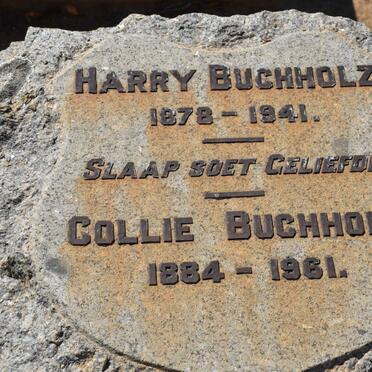 HARRY BUCHHOLZ
1878 - 1941.
SLAAP SOET
COLLIE
1884 - 1961.